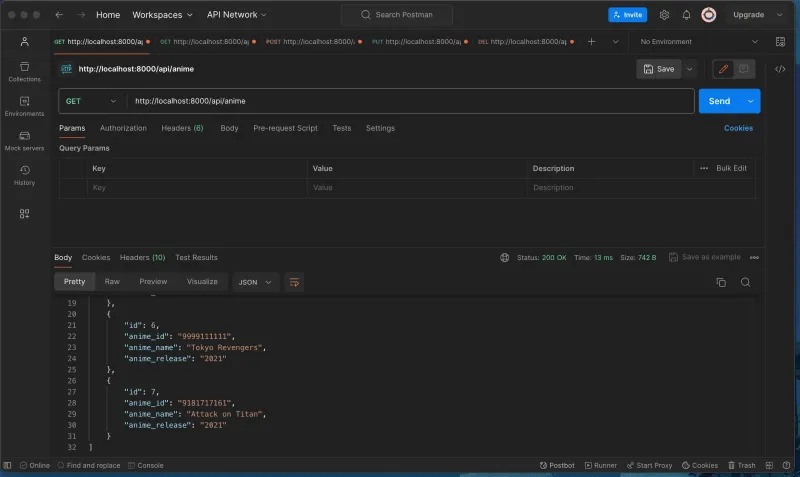 Home Workspaces API Network Search Postman Invite Upgrade
GET http://localhost:8000/ap GET http://localhost:8000/ap POST http://localhost:8000/ap PUT http://localhost:8000/ap DEL http://localhost:8000/ap No Environment
HTTP http://localhost:8000/api/anime Save
GET http://localhost:8000/api/anime Send
Params Authorization Headers (6) Body Pre-request Script Tests Settings Cookies
Query Params
Key Value Description Bulk Edit
Key Value Description
Collections
Environments
Mock servers
History
Body Cookies Headers (10) Test Results Status: 200 OK Time: 13 ms Size: 742 B Save as example
Pretty Raw Preview Visualize JSON
19 },
20 {
21 "id": 6,
22 "anime_id": "9999111111",
23 "anime_name": "Tokyo Revengers",
24 "anime_release": "2021"
25 },
26 {
27 "id": 7,
28 "anime_id": "9181717161",
29 "anime_name": "Attack on Titan",
30 "anime_release": "2021"
31 }
32 ]
Online Find and replace Console Postbot Runner Start Proxy Cookies Trash